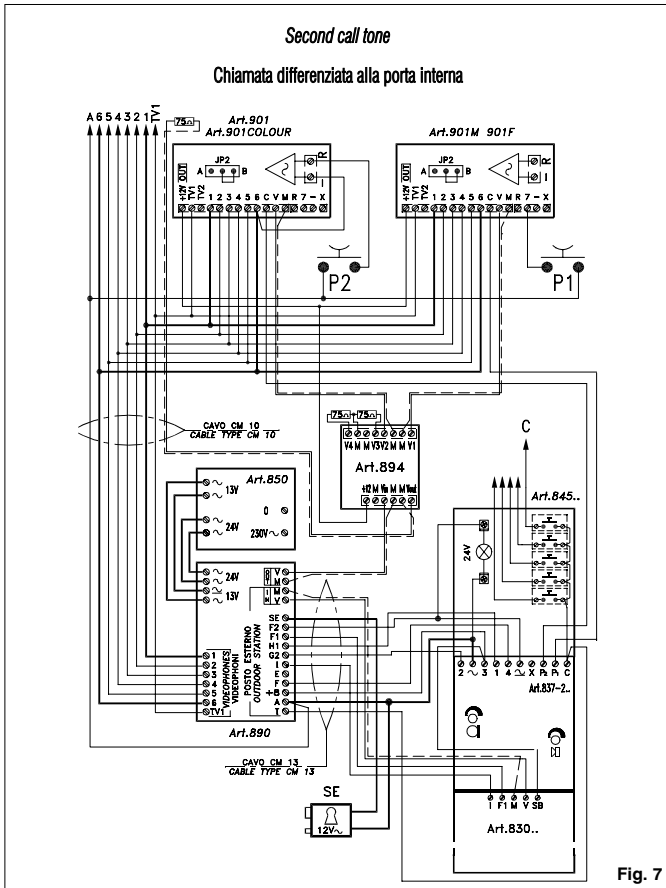 Second call tone
Chiamata differenziata alla porta interna
A 6 5 4 3 2 1 TV1
75Ω
Art.901
Art.901COLOUR
JP2
A B
R
I
OUT
+12V TV1 TV2 1 2 3 4 5 6 C V M R 7 - X
Art.901M 901F
JP2
A B
R
I
OUT
+12V TV1 TV2 1 2 3 4 5 6 C V M R 7 - X
P2
P1
CAVO CM 10
CABLE TYPE CM 10
75Ω 75Ω
V4 M M V3 V2 M M V1
Art.894
+12 M Vin M M Vout
C
Art.850
13V
24V
0
230V~
Art.845..
24V
24V
13V
OUT
V
M
IN
M
V
SE
F2
F1
H1
G2
I
E
F
+B
A
T
1
2
3
4
5
6
TV1
VIDEOPHONES
VIDEOPHONI
POSTO ESTERNO
OUTDOOR STATION
Art.890
2 ~ 3 1 4 X P2 P1 C
Art.837-2..
CAVO CM 13
CABLE TYPE CM 13
SE
12V~
I F1 M V SB
Art.830..
Fig. 7